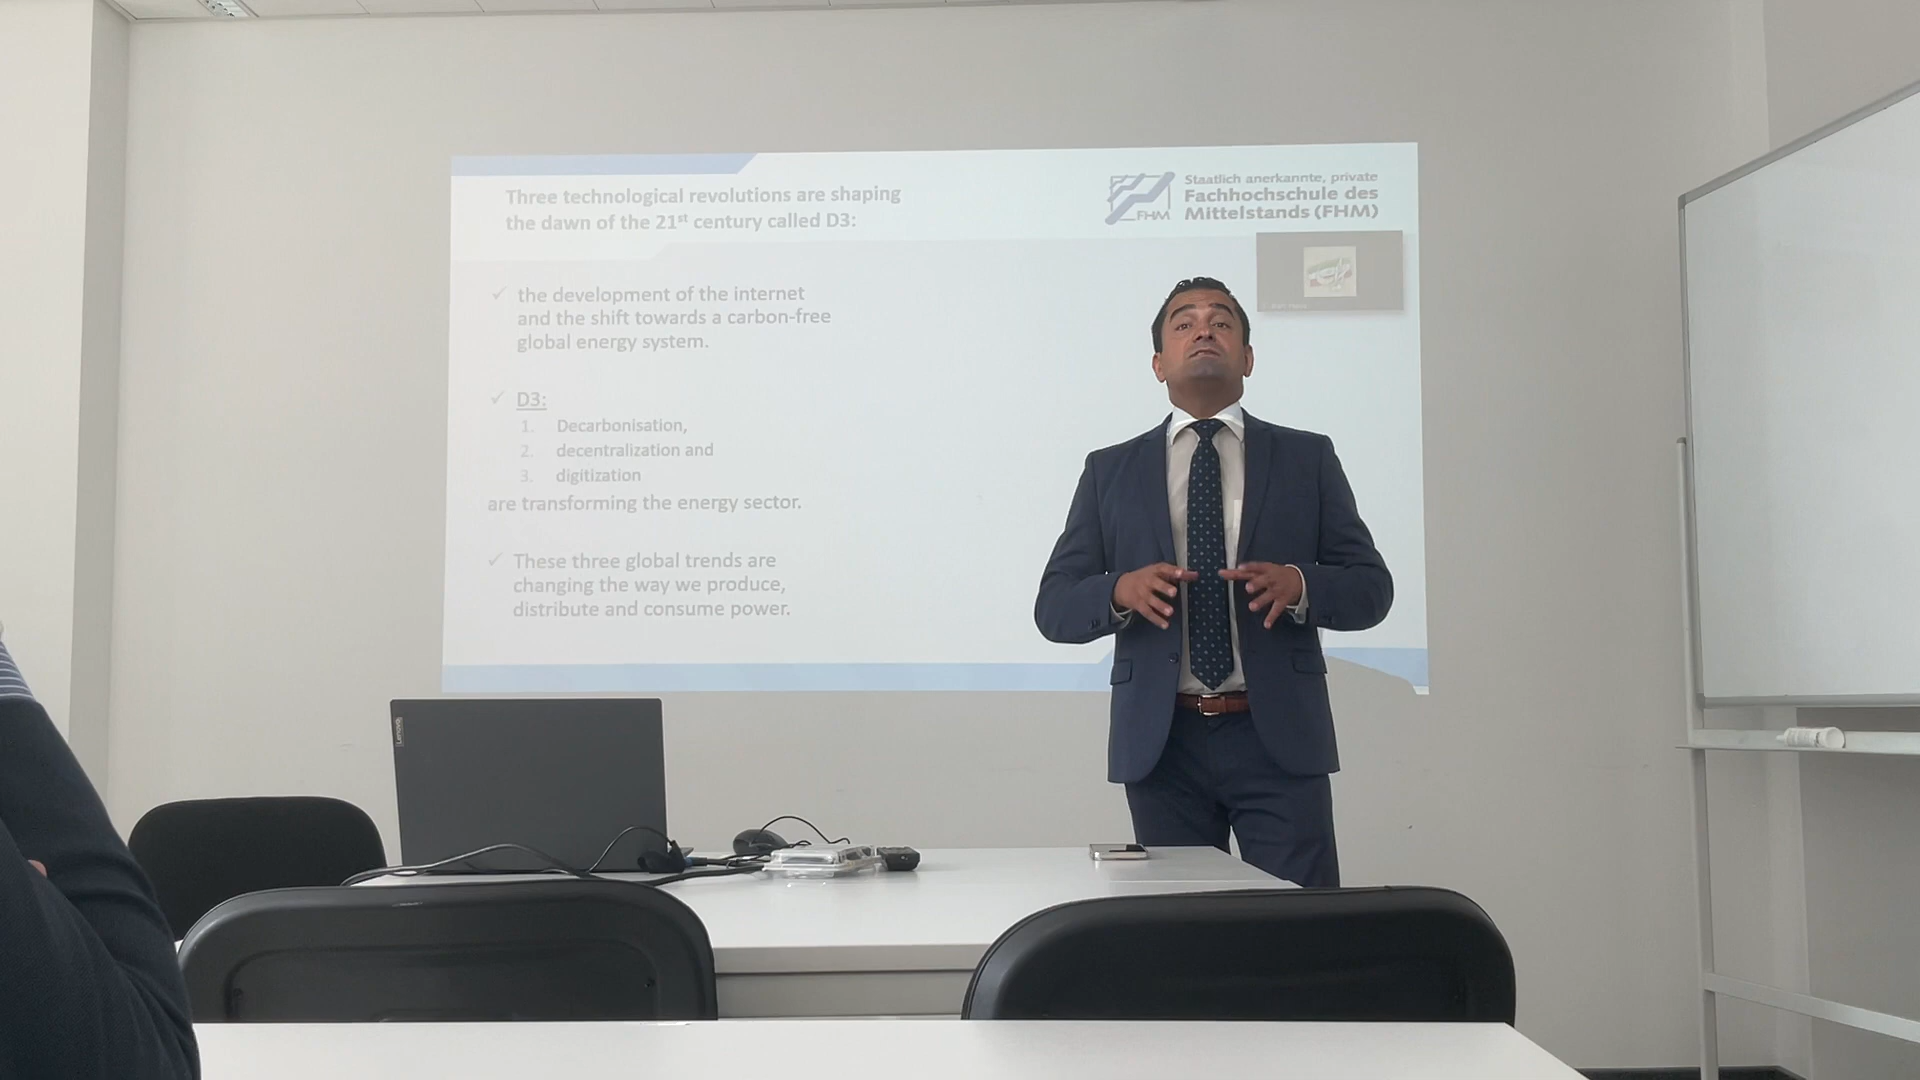 Three technological revolutions are shaping
the dawn of the 21st century called D3:
FHM
Staatlich anerkannte, private
Fachhochschule des
Mittelstands (FHM)
✓ the development of the internet
and the shift towards a carbon-free
global energy system.
✓ D3:
1. Decarbonisation,
2. decentralization and
3. digitization
are transforming the energy sector.
✓ These three global trends are
changing the way we produce,
distribute and consume power.
Lenovo